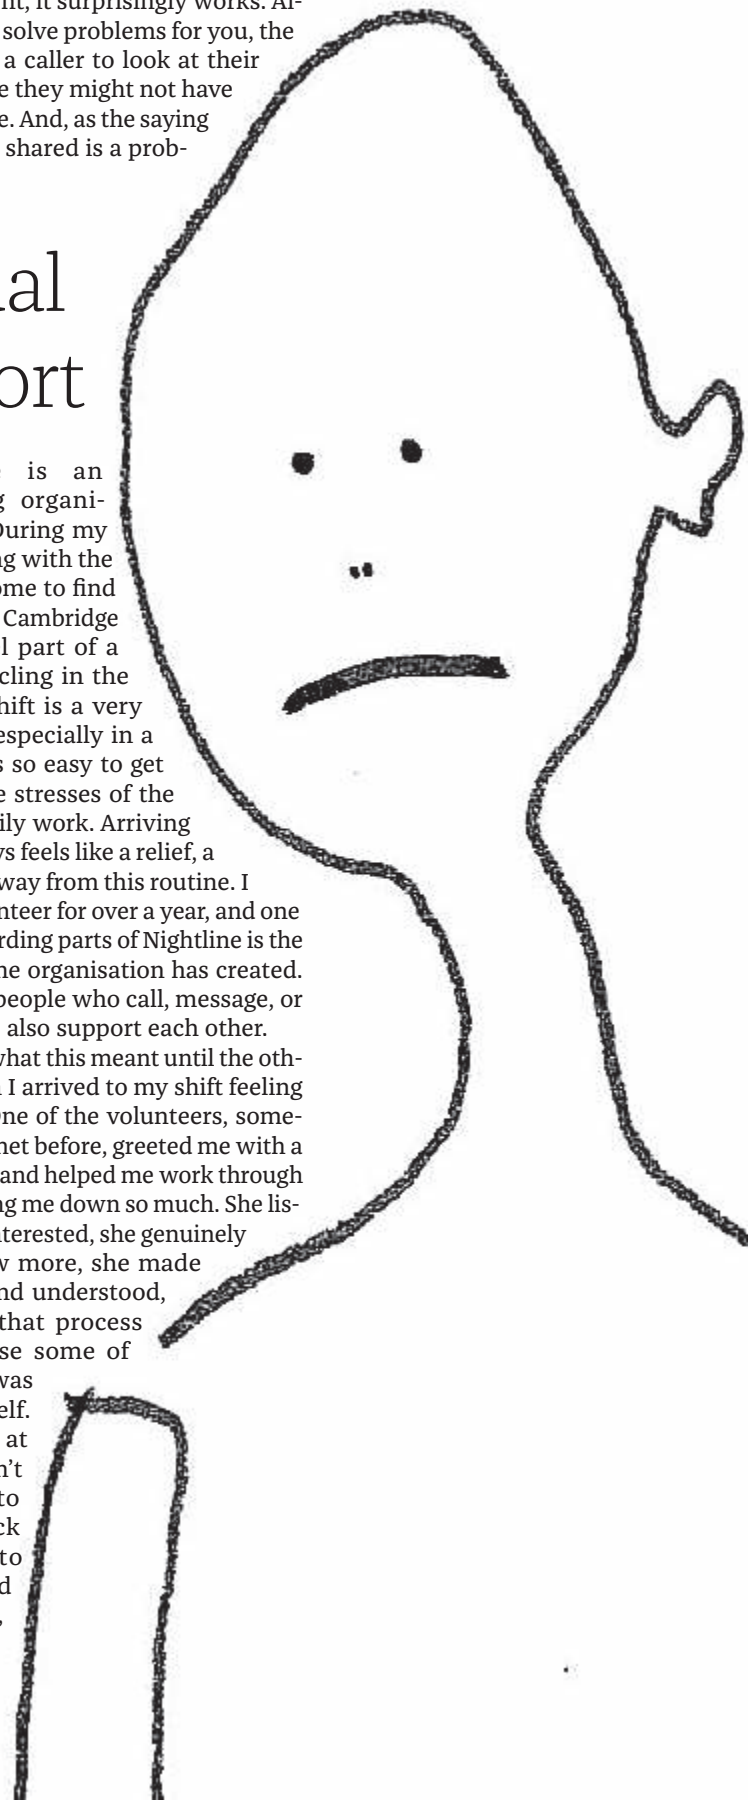 nt, it surprisingly works. Al-
solve problems for you, the
a caller to look at their
e they might not have
e. And, as the saying
shared is a prob-
al
ort
is an
g organi-
During my
ng with the
ome to find
Cambridge
l part of a
cling in the
hift is a very
especially in a
s so easy to get
e stresses of the
ily work. Arriving
ys feels like a relief, a
way from this routine. I
nteer for over a year, and one
rding parts of Nightline is the
he organisation has created.
people who call, message, or
also support each other.
what this meant until the oth-
I arrived to my shift feeling
One of the volunteers, some-
met before, greeted me with a
and helped me work through
ng me down so much. She lis-
nterested, she genuinely
w more, she made
nd understood,
that process
se some of
was
elf.
at
n't
to
ck
to
d
,